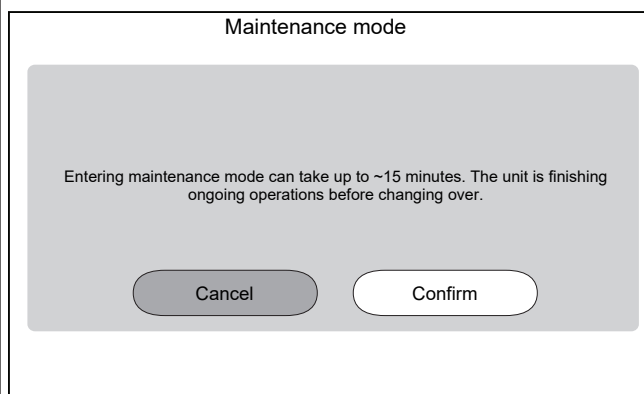 Maintenance mode
Entering maintenance mode can take up to ~15 minutes. The unit is finishing
ongoing operations before changing over.
Cancel
Confirm